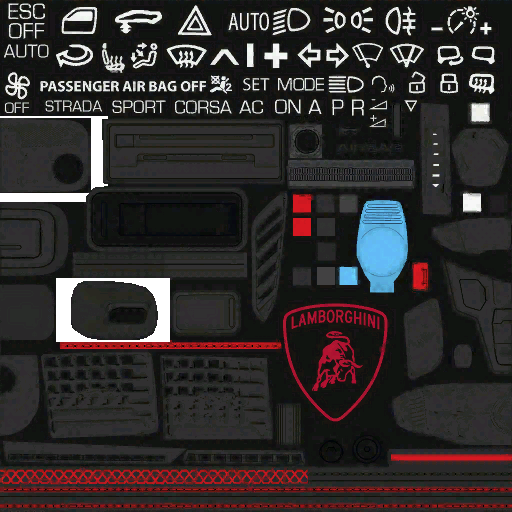 ESC
OFF
AUTO
AUTO
PASSENGER AIR BAG OFF
SET MODE
OFF
STRADA SPORT CORSA AC ON A P R
LAMBORGHINI